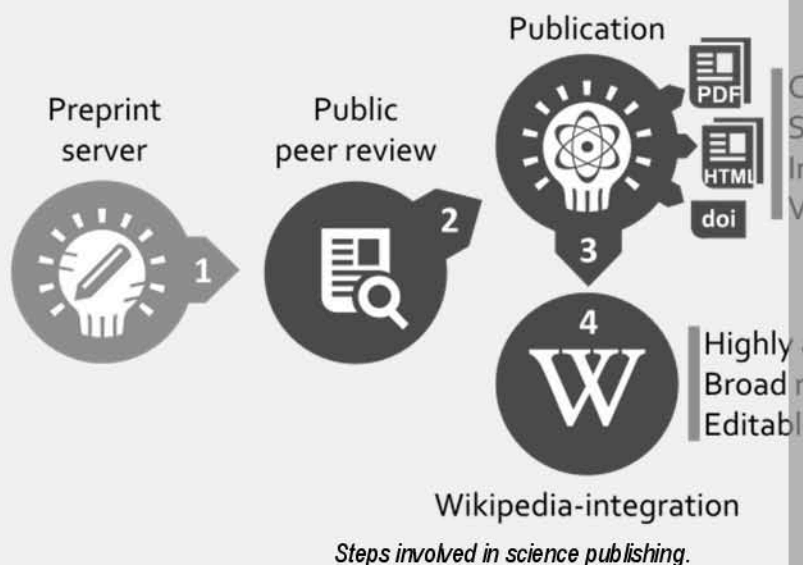 Preprint
server
1
Public
peer review
2
Publication
PDF
HTML
doi
3
4
W
Highly
Broad
Wikipedia-integration
Steps involved in science publishing.